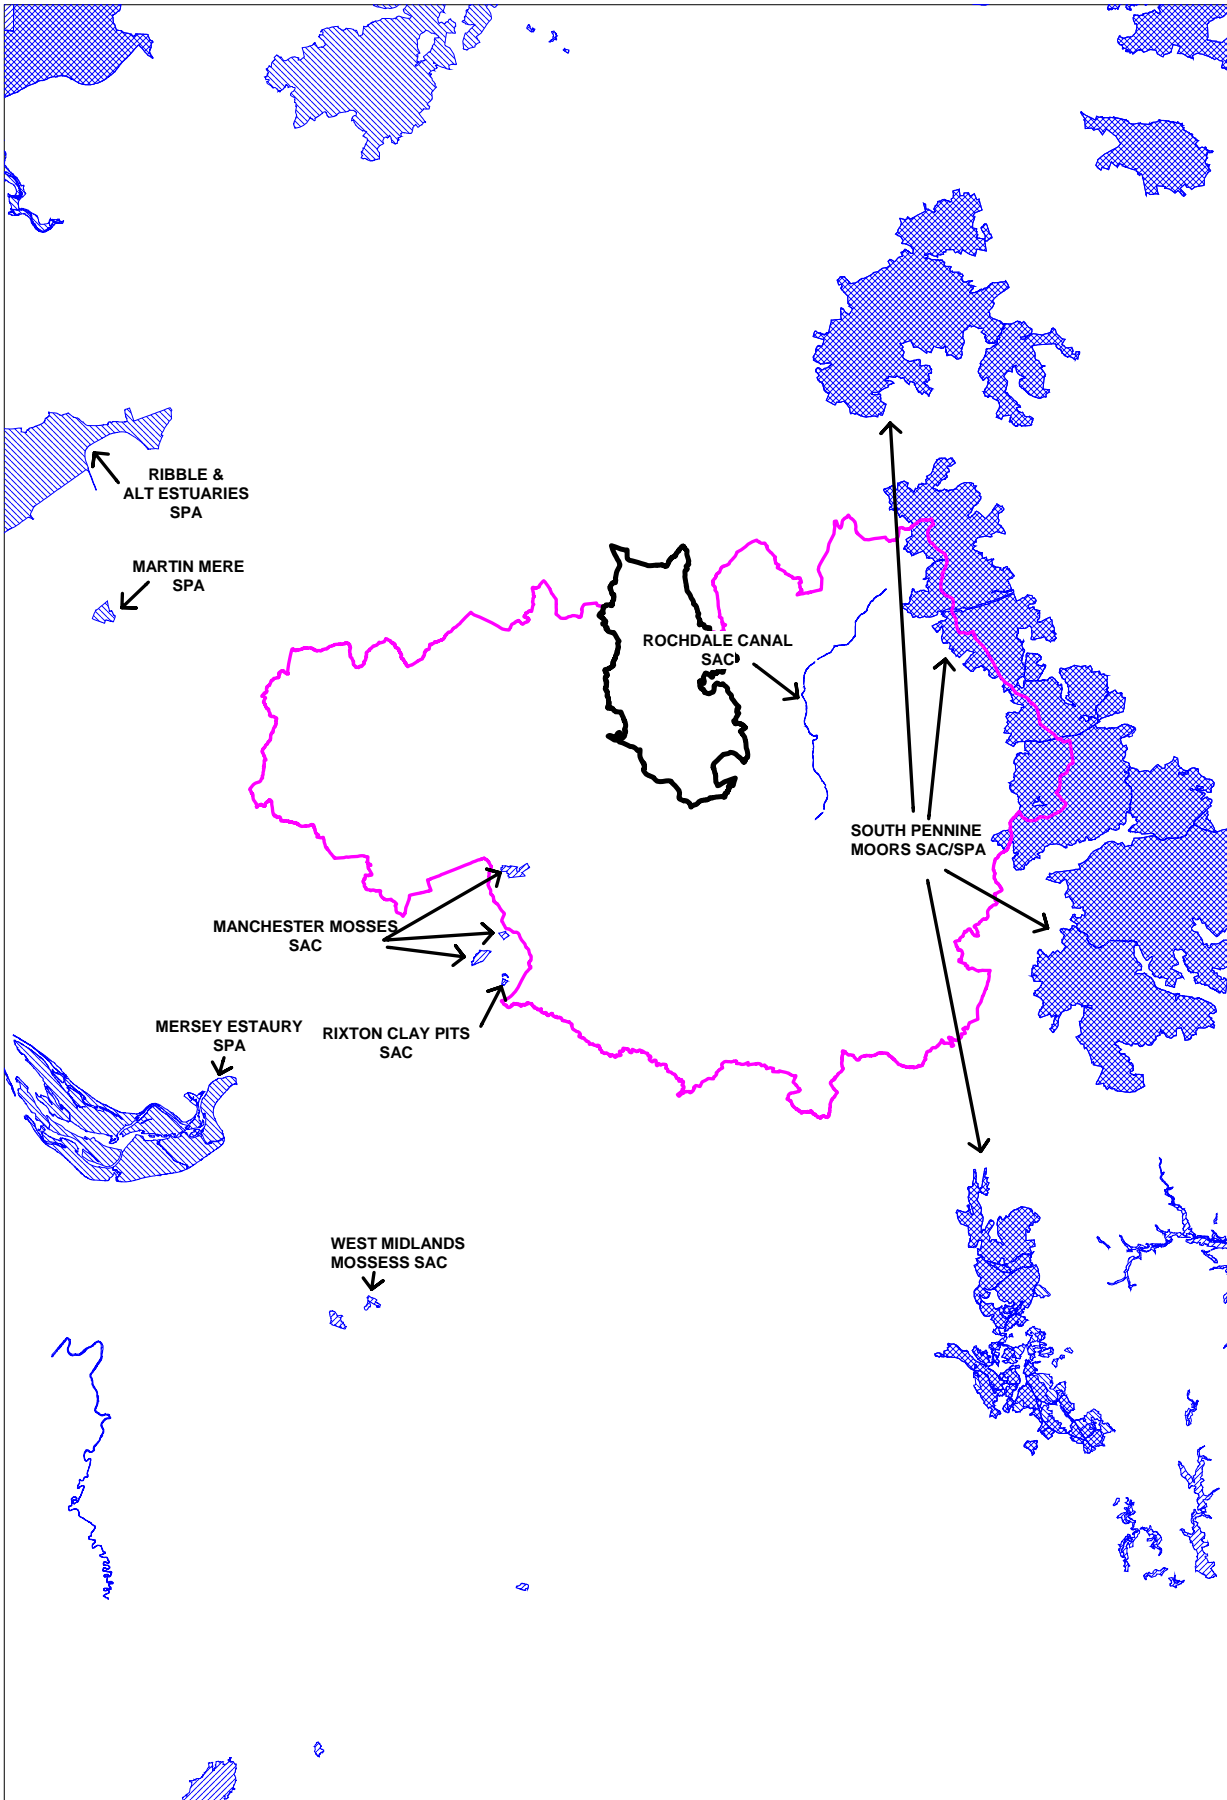 RIBBLE &
ALT ESTUARIES
SPA
MARTIN MERE
SPA
ROCHDALE CANAL
SAC
SOUTH PENNINE
MOORS SAC/SPA
MANCHESTER MOSSES
SAC
MERSEY ESTAURY
SPA
RIXTON CLAY PITS
SAC
WEST MIDLANDS
MOSSESS SAC